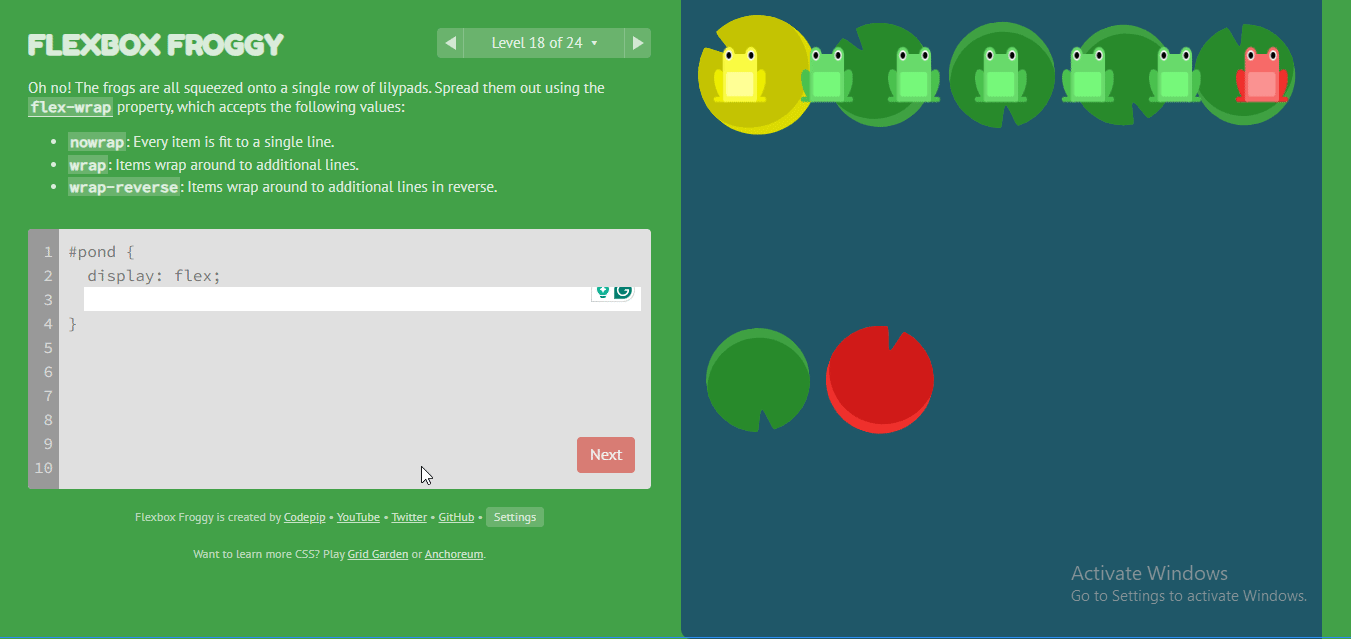 FLEXBOX FROGGY
Level 18 of 24
Oh no! The frogs are all squeezed onto a single row of lilypads. Spread them out using the
flex-wrap property, which accepts the following values:
• nowrap: Every item is fit to a single line.
• wrap: Items wrap around to additional lines.
• wrap-reverse: Items wrap around to additional lines in reverse.
1 #pond {
2 display: flex;
3
4 }
5
6
7
8
9
10
Next
Flexbox Froggy is created by Codepip • YouTube • Twitter • GitHub • Settings
Want to learn more CSS? Play Grid Garden or Anchoreum.
Activate Windows
Go to Settings to activate Windows.